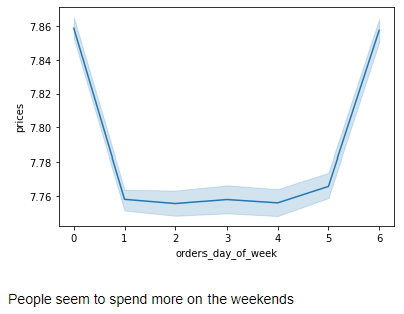 7.86
7.84
7.82
7.80
7.78
7.76
prices
0 1 2 3 4 5 6
orders_day_of_week
People seem to spend more on the weekends